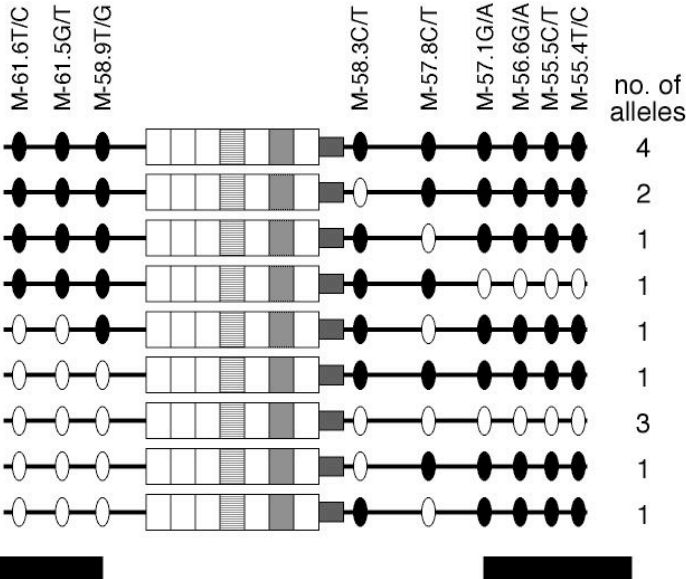 M-61.6T/C
M-61.5G/T
M-58.9T/G
M-58.3C/T
M-57.8C/T
M-57.1G/A
M-56.6G/A
M-55.5C/T
M-55.4T/C
no. of
alleles
4
2
1
1
1
1
3
1
1